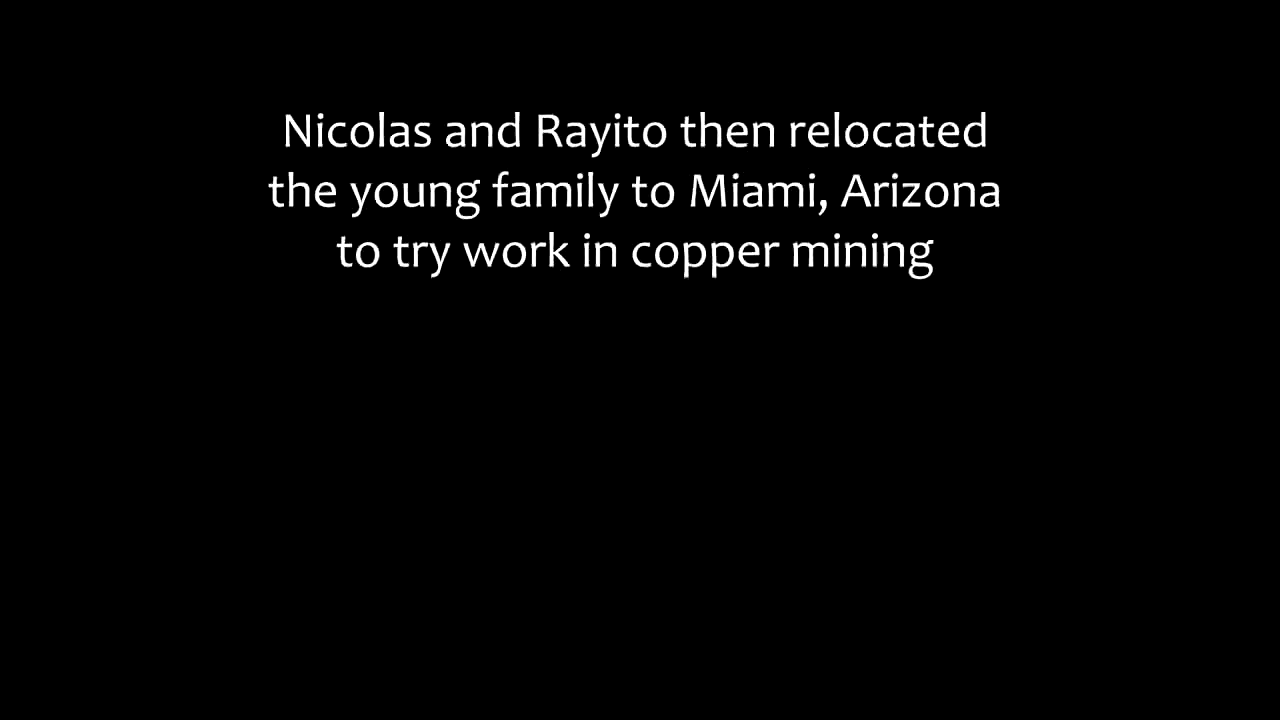 Nicolas and Rayito then relocated
the young family to Miami, Arizona
to try work in copper mining